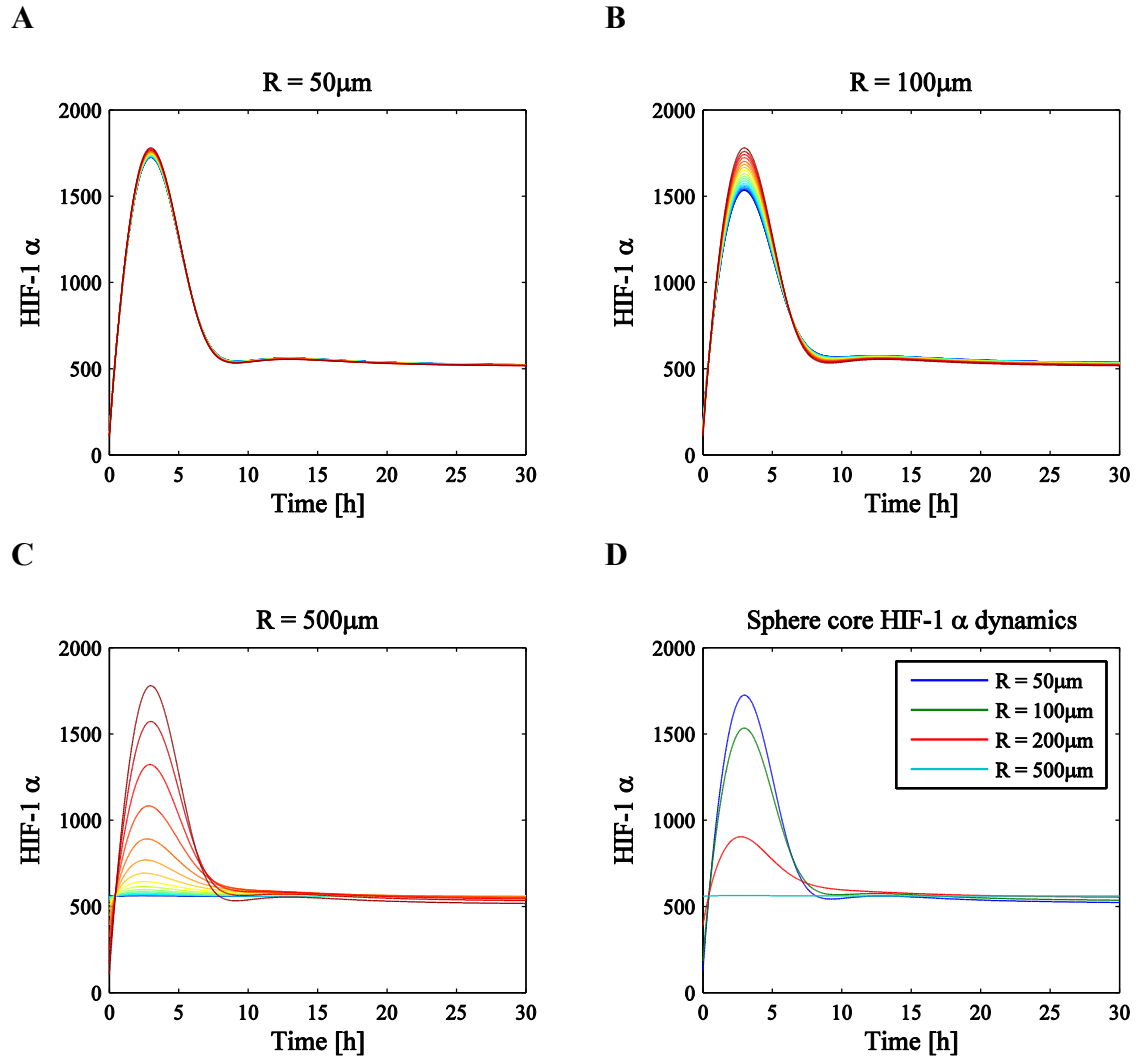 A
R = 50μm
2000
1500
1000
500
0
HIF-1 α
0 5 10 15 20 25 30
Time [h]
B
R = 100μm
2000
1500
1000
500
0
HIF-1 α
0 5 10 15 20 25 30
Time [h]
C
R = 500μm
2000
1500
1000
500
0
HIF-1 α
0 5 10 15 20 25 30
Time [h]
D
Sphere core HIF-1 α dynamics
2000
1500
1000
500
0
HIF-1 α
R = 50μm
R = 100μm
R = 200μm
R = 500μm
0 5 10 15 20 25 30
Time [h]